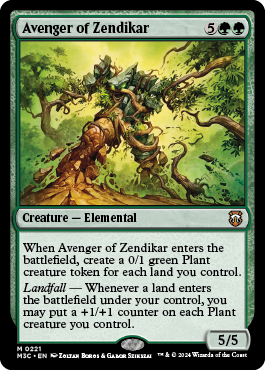 Avenger of Zendikar 5
Creature — Elemental
When Avenger of Zendikar enters the
battlefield, create a 0/1 green Plant
creature token for each land you control.
Landfall — Whenever a land enters
the battlefield under your control, you
may put a +1/+1 counter on each Plant
creature you control.
5/5
M 0221
M3C • EN Zoltan Boros & Gabor Szikszai ™ & © 2024 Wizards of the Coast